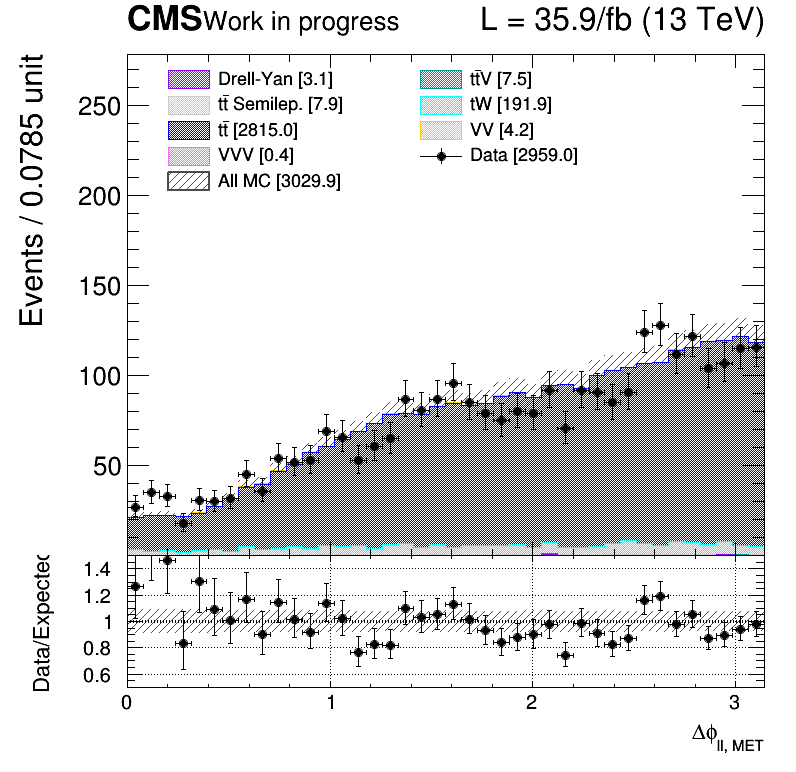 CMS Work in progress L = 35.9/fb (13 TeV)
Events / 0.0785 unit
250
200
150
100
50
Drell-Yan [3.1]
tt̄ Semilep. [7.9]
tt̄ [2815.0]
VVV [0.4]
All MC [3029.9]
tt̄V [7.5]
tW [191.9]
VV [4.2]
Data [2959.0]
Data/Expected
1.4
1.2
1
0.8
0.6
0 1 2 3
Δϕll, MET